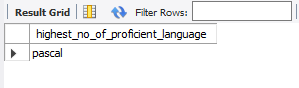 Result Grid Filter Rows:
highest_no_of_proficient_language
pascal